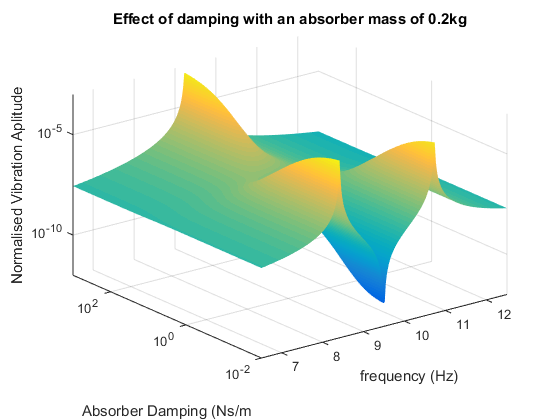 Effect of damping with an absorber mass of 0.2kg
Normalised Vibration Aplitude
10^-5
10^-10
10^2
10^0
10^-2
7
8
9
10
11
12
frequency (Hz)
Absorber Damping (Ns/m